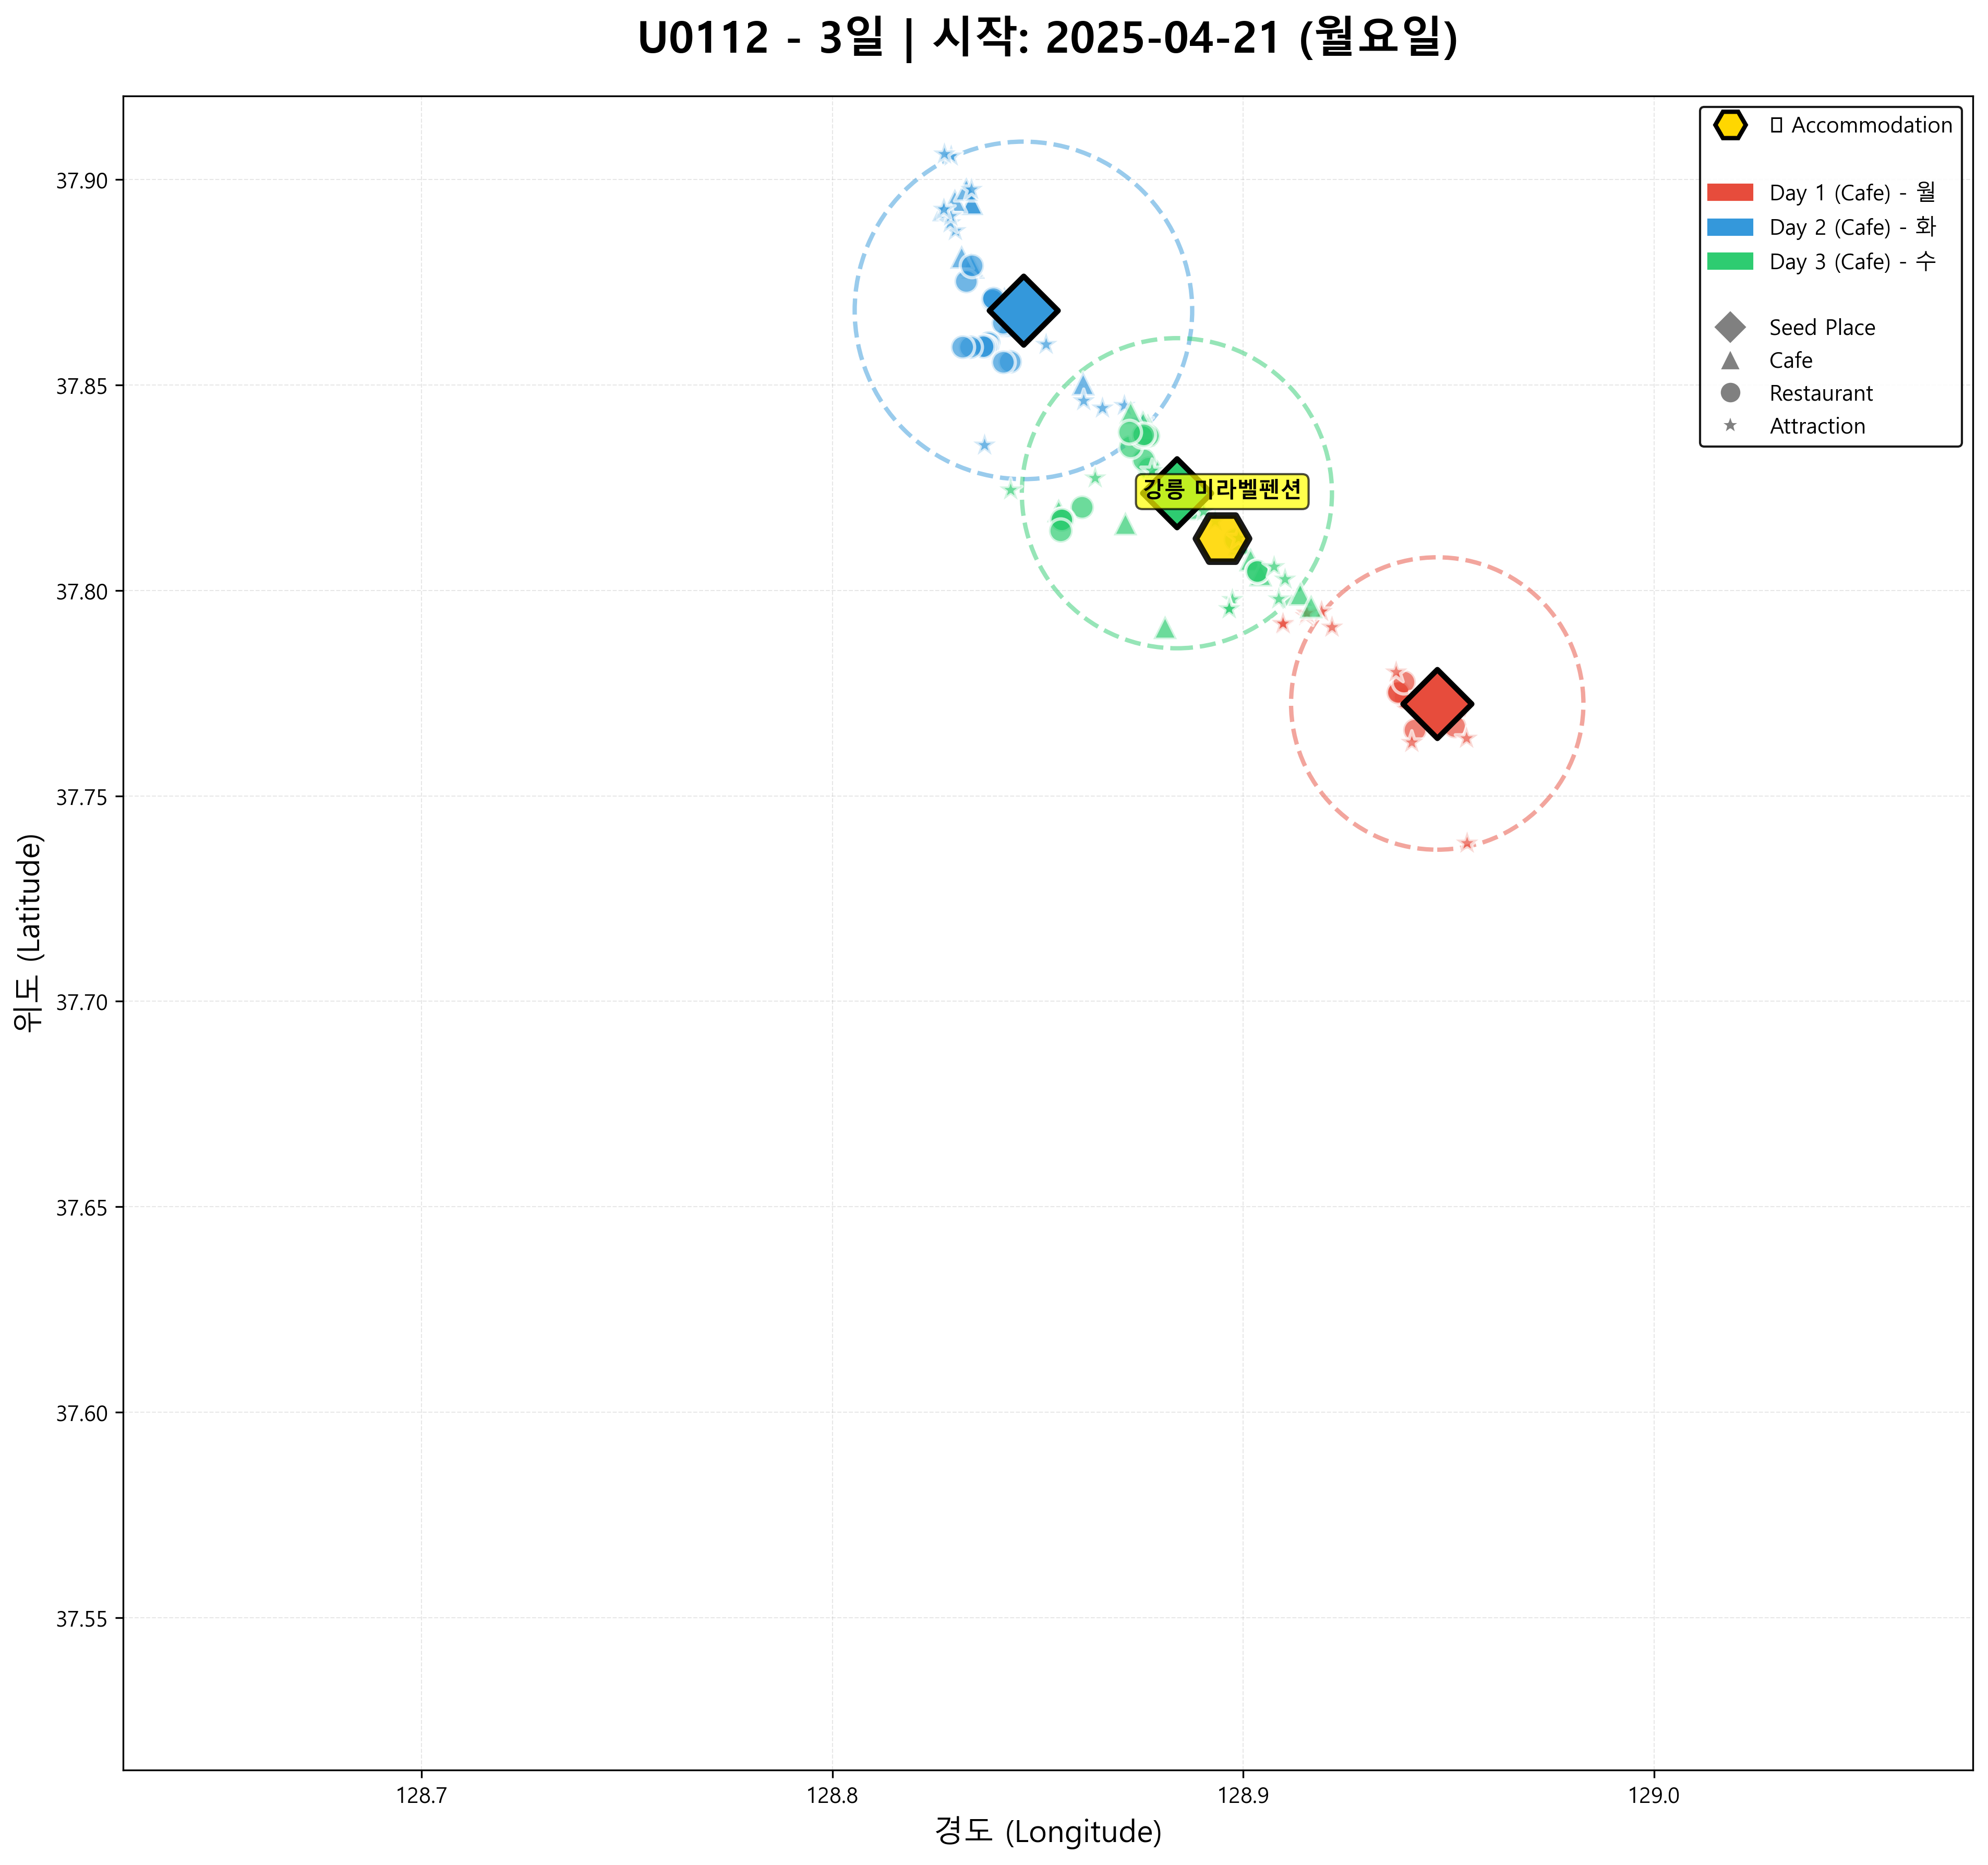 U0112 - 3일 | 시작: 2025-04-21 (월요일)
Accommodation
Day 1 (Cafe) - 월
Day 2 (Cafe) - 화
Day 3 (Cafe) - 수
Seed Place
Cafe
Restaurant
Attraction
강릉 미라벨펜션
위도 (Latitude)
37.90
37.85
37.80
37.75
37.70
37.65
37.60
37.55
128.7
128.8
128.9
129.0
경도 (Longitude)